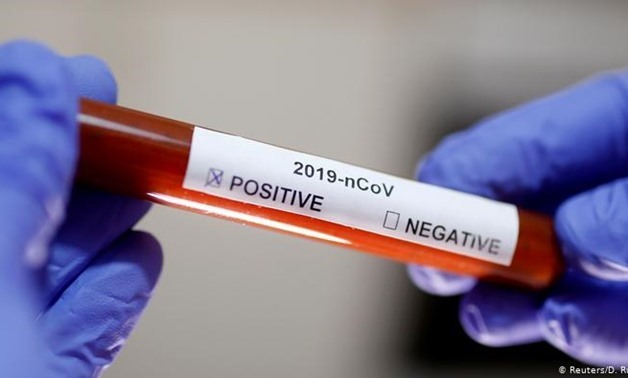 2019-nCoV
☒ POSITIVE
☐ NEGATIVE
© Reuters/D.